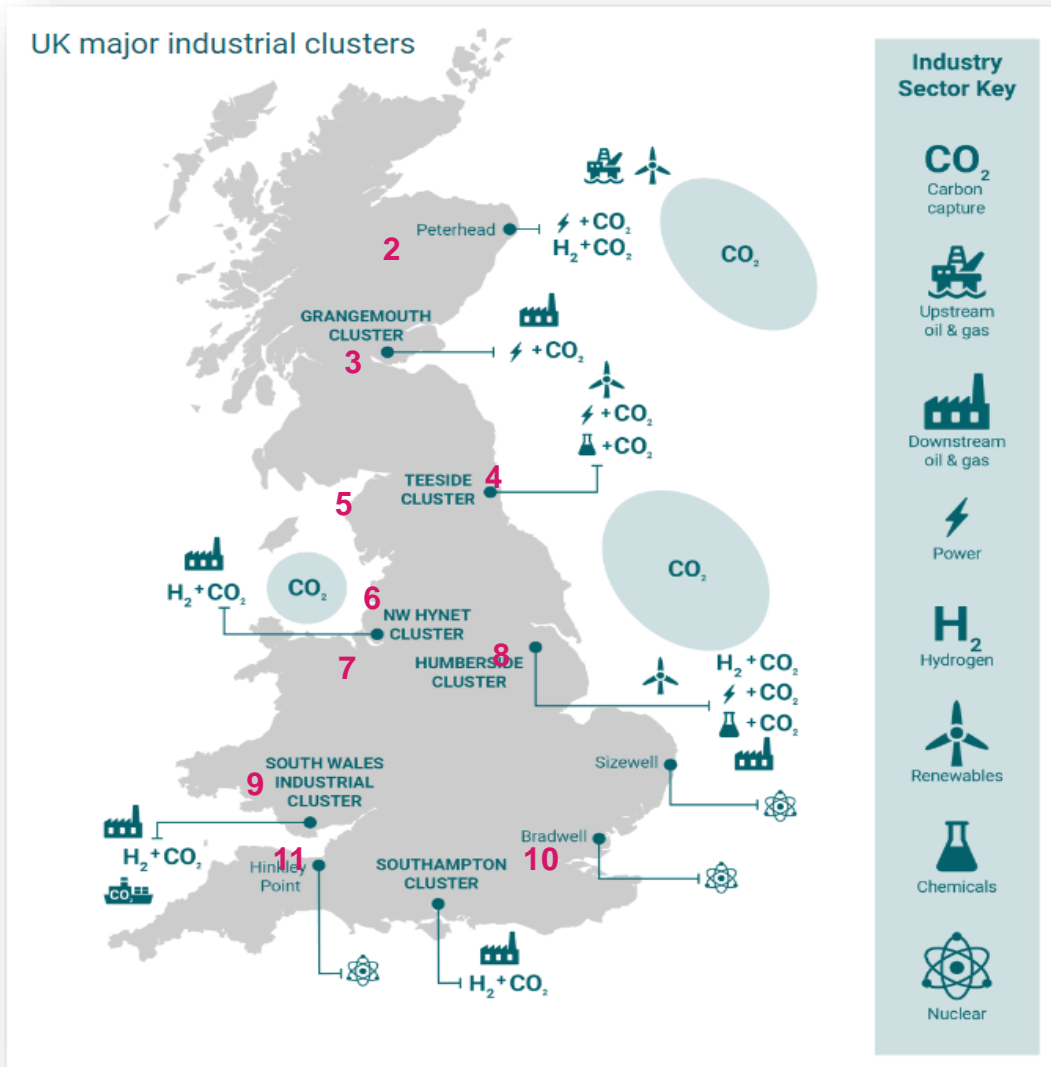 UK major industrial clusters
Industry
Sector Key
CO₂
Carbon
capture
Upstream
oil & gas
Downstream
oil & gas
Power
H₂
Hydrogen
Renewables
Chemicals
Nuclear
Peterhead
+ CO₂
H₂ + CO₂
CO₂
2
GRANGEMOUTH
CLUSTER
3
+ CO₂
+ CO₂
+ CO₂
TEESIDE
CLUSTER
4
5
CO₂
H₂ + CO₂
CO₂
6
NW HYNET
CLUSTER
7
8
HUMBERSIDE
CLUSTER
H₂ + CO₂
+ CO₂
+ CO₂
Sizewell
9
SOUTH WALES
INDUSTRIAL
CLUSTER
H₂ + CO₂
CO₂
Bradwell
10
11
Hinkley
Point
SOUTHAMPTON
CLUSTER
H₂ + CO₂